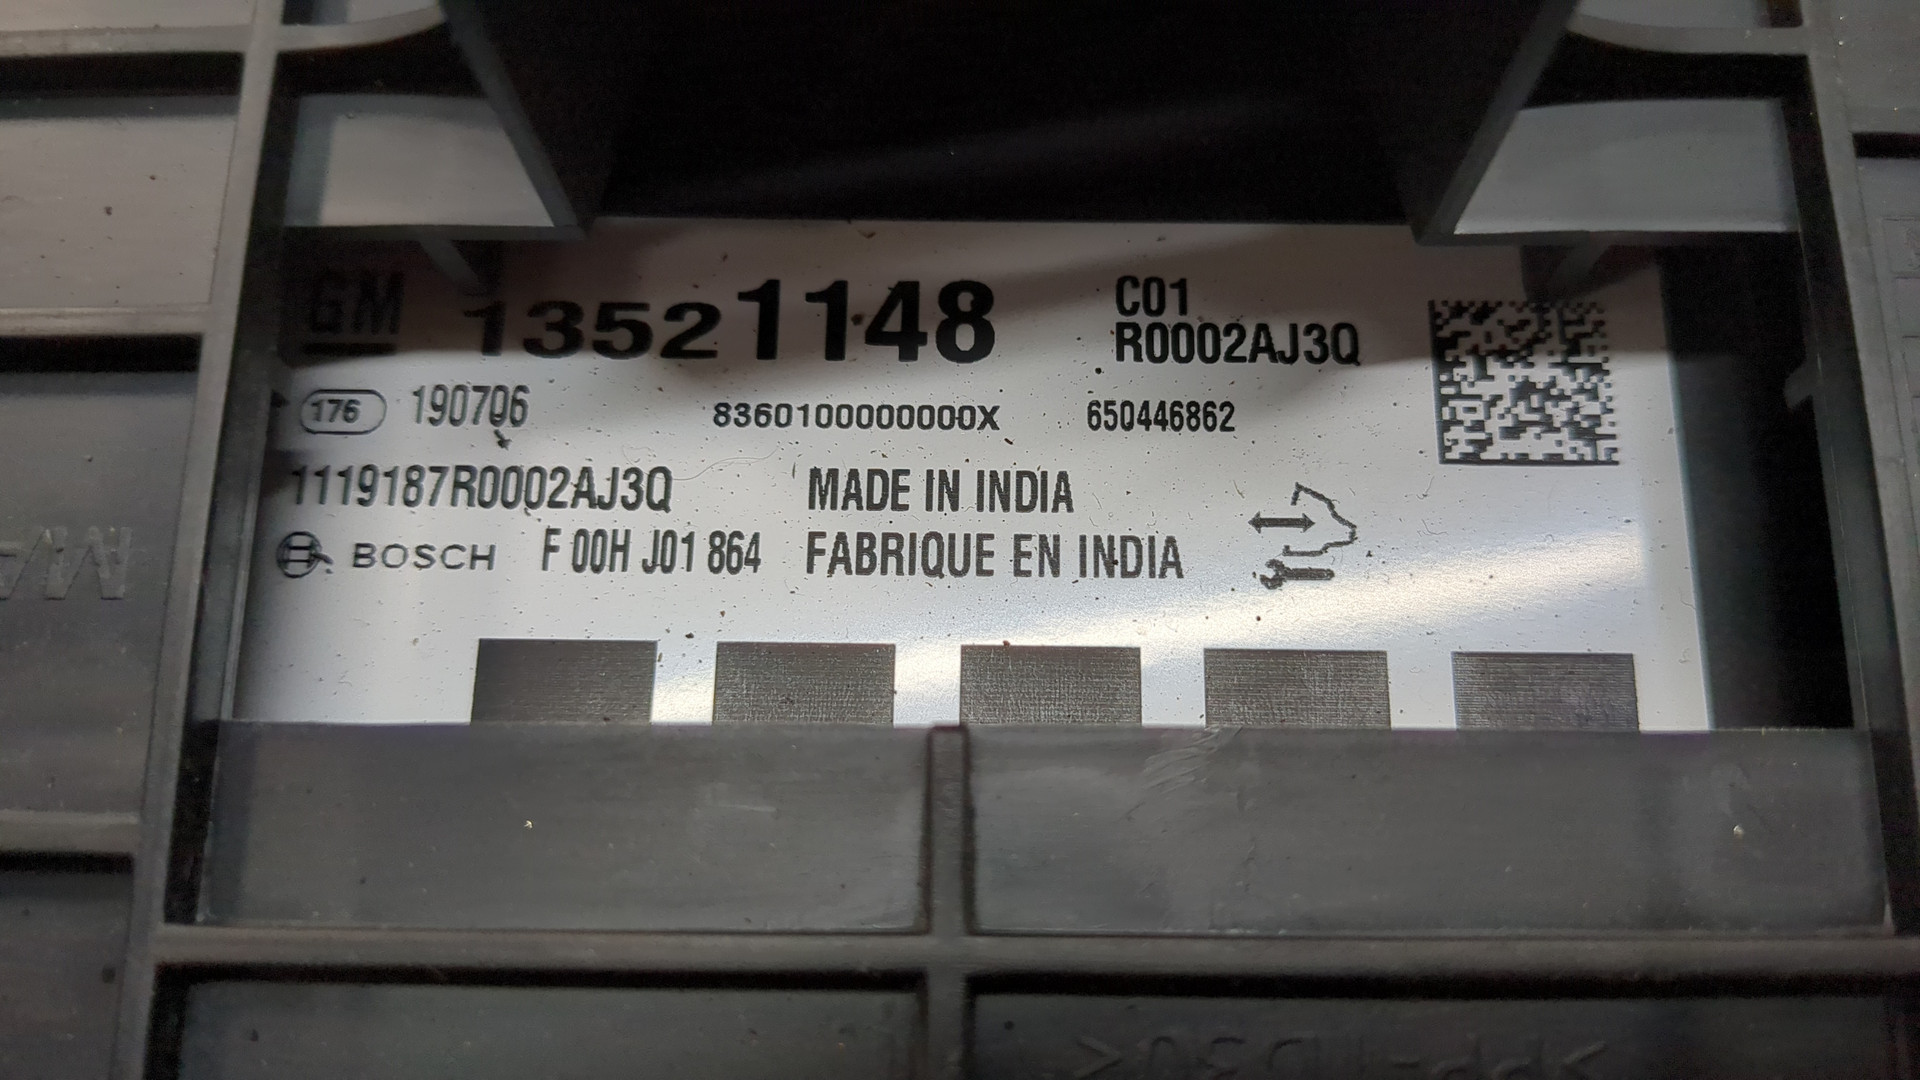 GM 13521148 C01
R0002AJ3Q
176 190706 8360100000000X 650446862
1119187R0002AJ3Q MADE IN INDIA
BOSCH F 00H J01 864 FABRIQUE EN INDIA